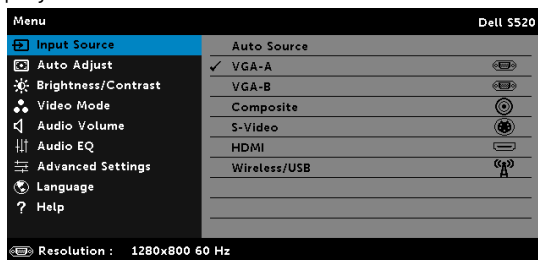 Menu Dell S520
Input Source
Auto Adjust
Brightness/Contrast
Video Mode
Audio Volume
Audio EQ
Advanced Settings
Language
? Help
Auto Source
✓ VGA-A
VGA-B
Composite
S-Video
HDMI
Wireless/USB
Resolution : 1280x800 60 Hz